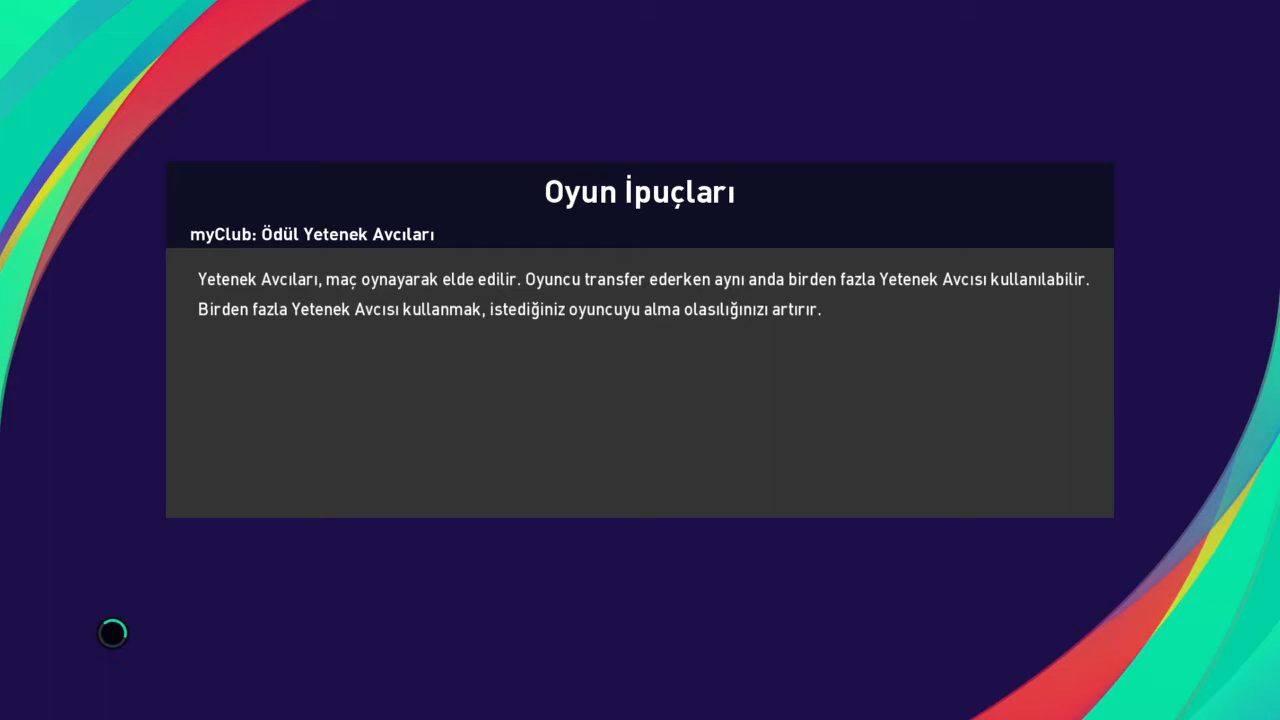 Oyun İpuçları
myClub: Ödül Yetenek Avcıları
Yetenek Avcıları, maç oynayarak elde edilir. Oyuncu transfer ederken aynı anda birden fazla Yetenek Avcısı kullanılabilir.
Birden fazla Yetenek Avcısı kullanmak, istediğiniz oyuncuyu alma olasılığınızı artırır.